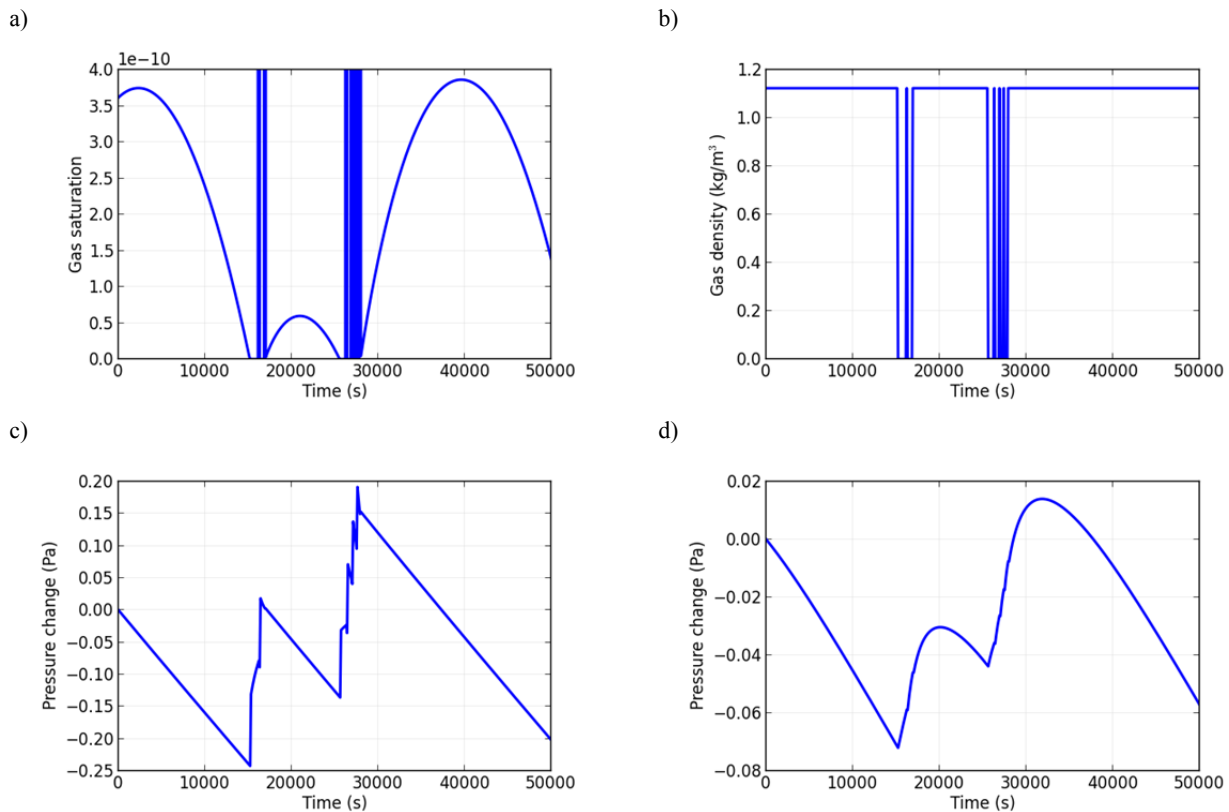 a)
1e−10
4.0
3.5
3.0
2.5
2.0
1.5
1.0
0.5
0.0
Gas saturation
0 10000 20000 30000 40000 50000
Time (s)
b)
1.2
1.0
0.8
0.6
0.4
0.2
0.0
Gas density (kg/m³ )
0 10000 20000 30000 40000 50000
Time (s)
c)
0.20
0.15
0.10
0.05
0.00
−0.05
−0.10
−0.15
−0.20
−0.25
Pressure change (Pa)
0 10000 20000 30000 40000 50000
Time (s)
d)
0.02
0.00
−0.02
−0.04
−0.06
−0.08
Pressure change (Pa)
0 10000 20000 30000 40000 50000
Time (s)